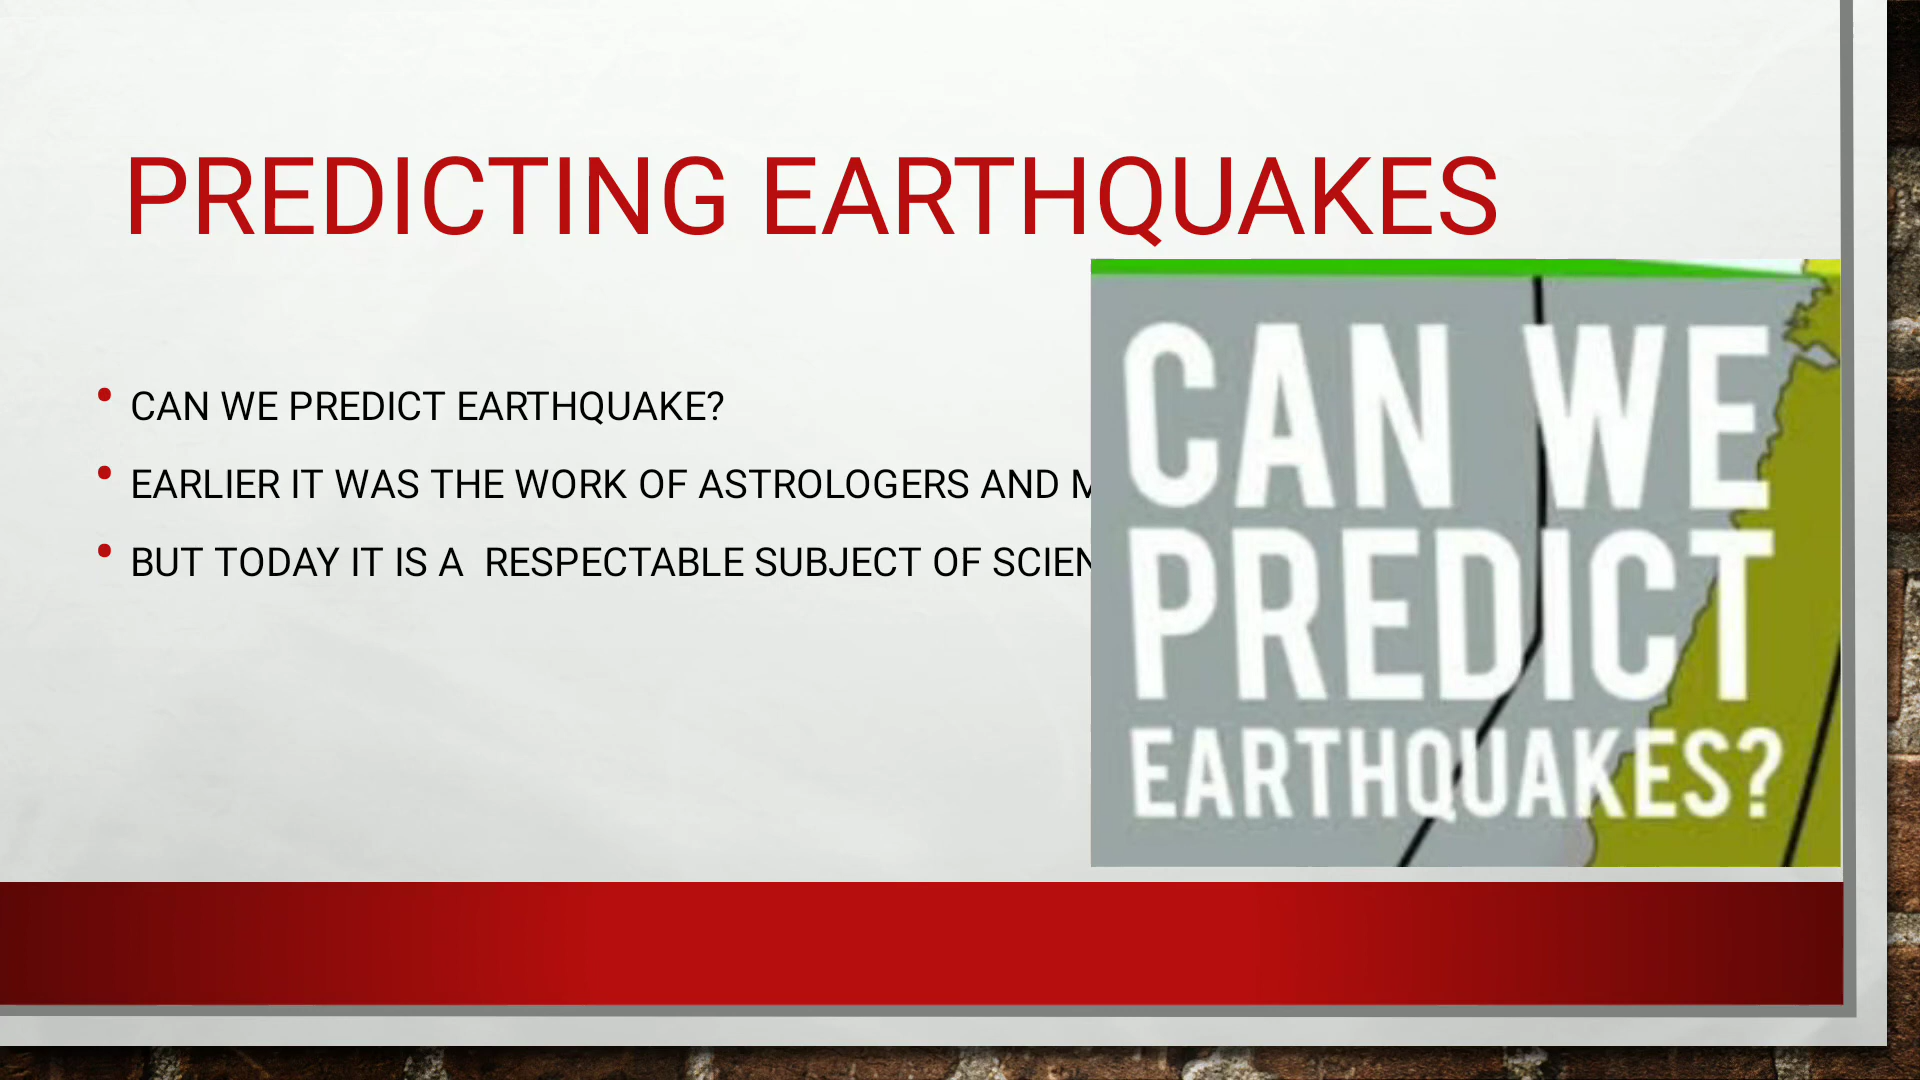 PREDICTING EARTHQUAKES
• CAN WE PREDICT EARTHQUAKE?
• EARLIER IT WAS THE WORK OF ASTROLOGERS AND
• BUT TODAY IT IS A RESPECTABLE SUBJECT OF
CAN WE
PREDICT
EARTHQUAKES?